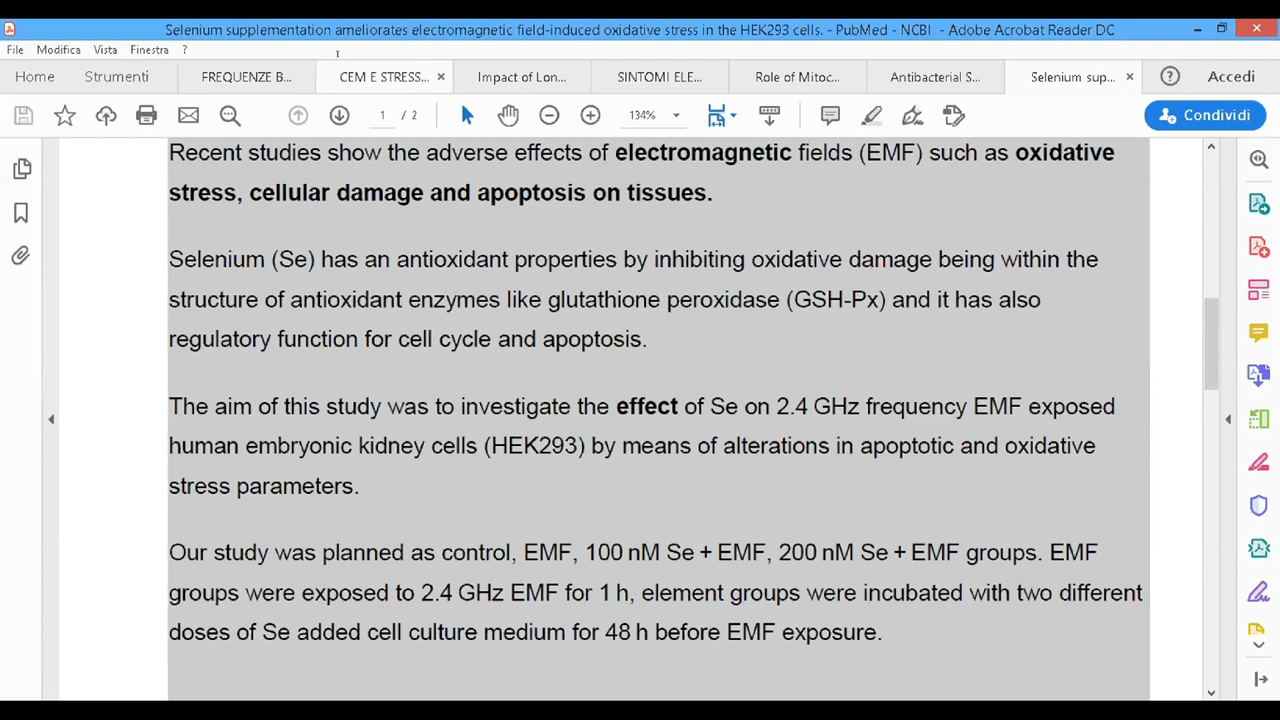 Selenium supplementation ameliorates electromagnetic field-induced oxidative stress in the HEK293 cells. - PubMed - NCBI - Adobe Acrobat Reader DC
File Modifica Vista Finestra ?
Home Strumenti FREQUENZE B... CEM E STRESS... Impact of Lon... SINTOMI ELE... Role of Mitoc... Antibacterial S... Selenium sup... Accedi
1 / 2 134% Condividi
Recent studies show the adverse effects of electromagnetic fields (EMF) such as oxidative
stress, cellular damage and apoptosis on tissues.
Selenium (Se) has an antioxidant properties by inhibiting oxidative damage being within the
structure of antioxidant enzymes like glutathione peroxidase (GSH-Px) and it has also
regulatory function for cell cycle and apoptosis.
The aim of this study was to investigate the effect of Se on 2.4 GHz frequency EMF exposed
human embryonic kidney cells (HEK293) by means of alterations in apoptotic and oxidative
stress parameters.
Our study was planned as control, EMF, 100 nM Se + EMF, 200 nM Se + EMF groups. EMF
groups were exposed to 2.4 GHz EMF for 1 h, element groups were incubated with two different
doses of Se added cell culture medium for 48 h before EMF exposure.